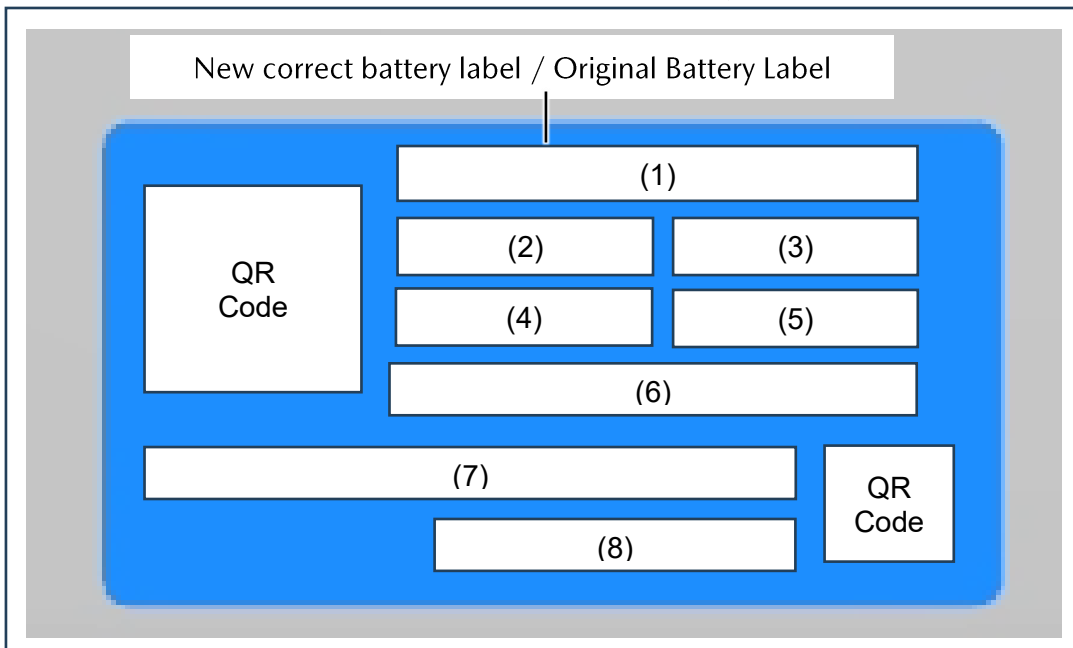 New correct battery label / Original Battery Label
(1)
QR
Code
(2) (3)
(4) (5)
(6)
(7)
QR
Code
(8)